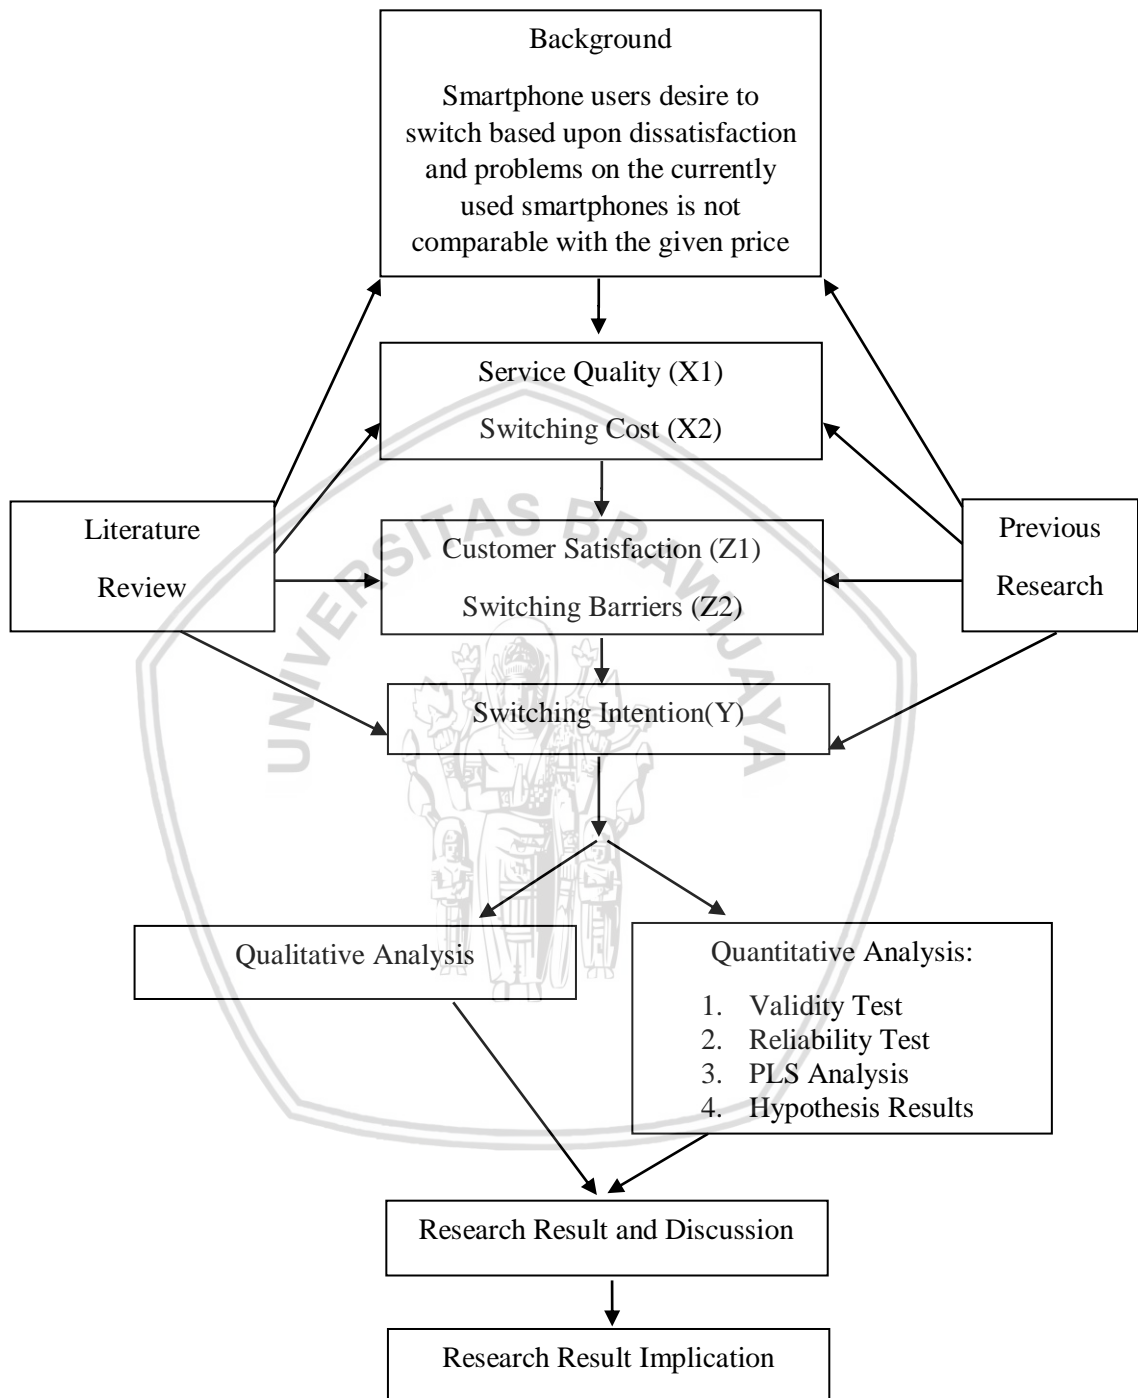 Background
Smartphone users desire to
switch based upon dissatisfaction
and problems on the currently
used smartphones is not
comparable with the given price
Service Quality (X1)
Switching Cost (X2)
Literature
Review
Customer Satisfaction (Z1)
Switching Barriers (Z2)
Previous
Research
Switching Intention(Y)
UNIVERSITAS BRAWIJAYA
Qualitative Analysis
Quantitative Analysis:
1. Validity Test
2. Reliability Test
3. PLS Analysis
4. Hypothesis Results
Research Result and Discussion
Research Result Implication